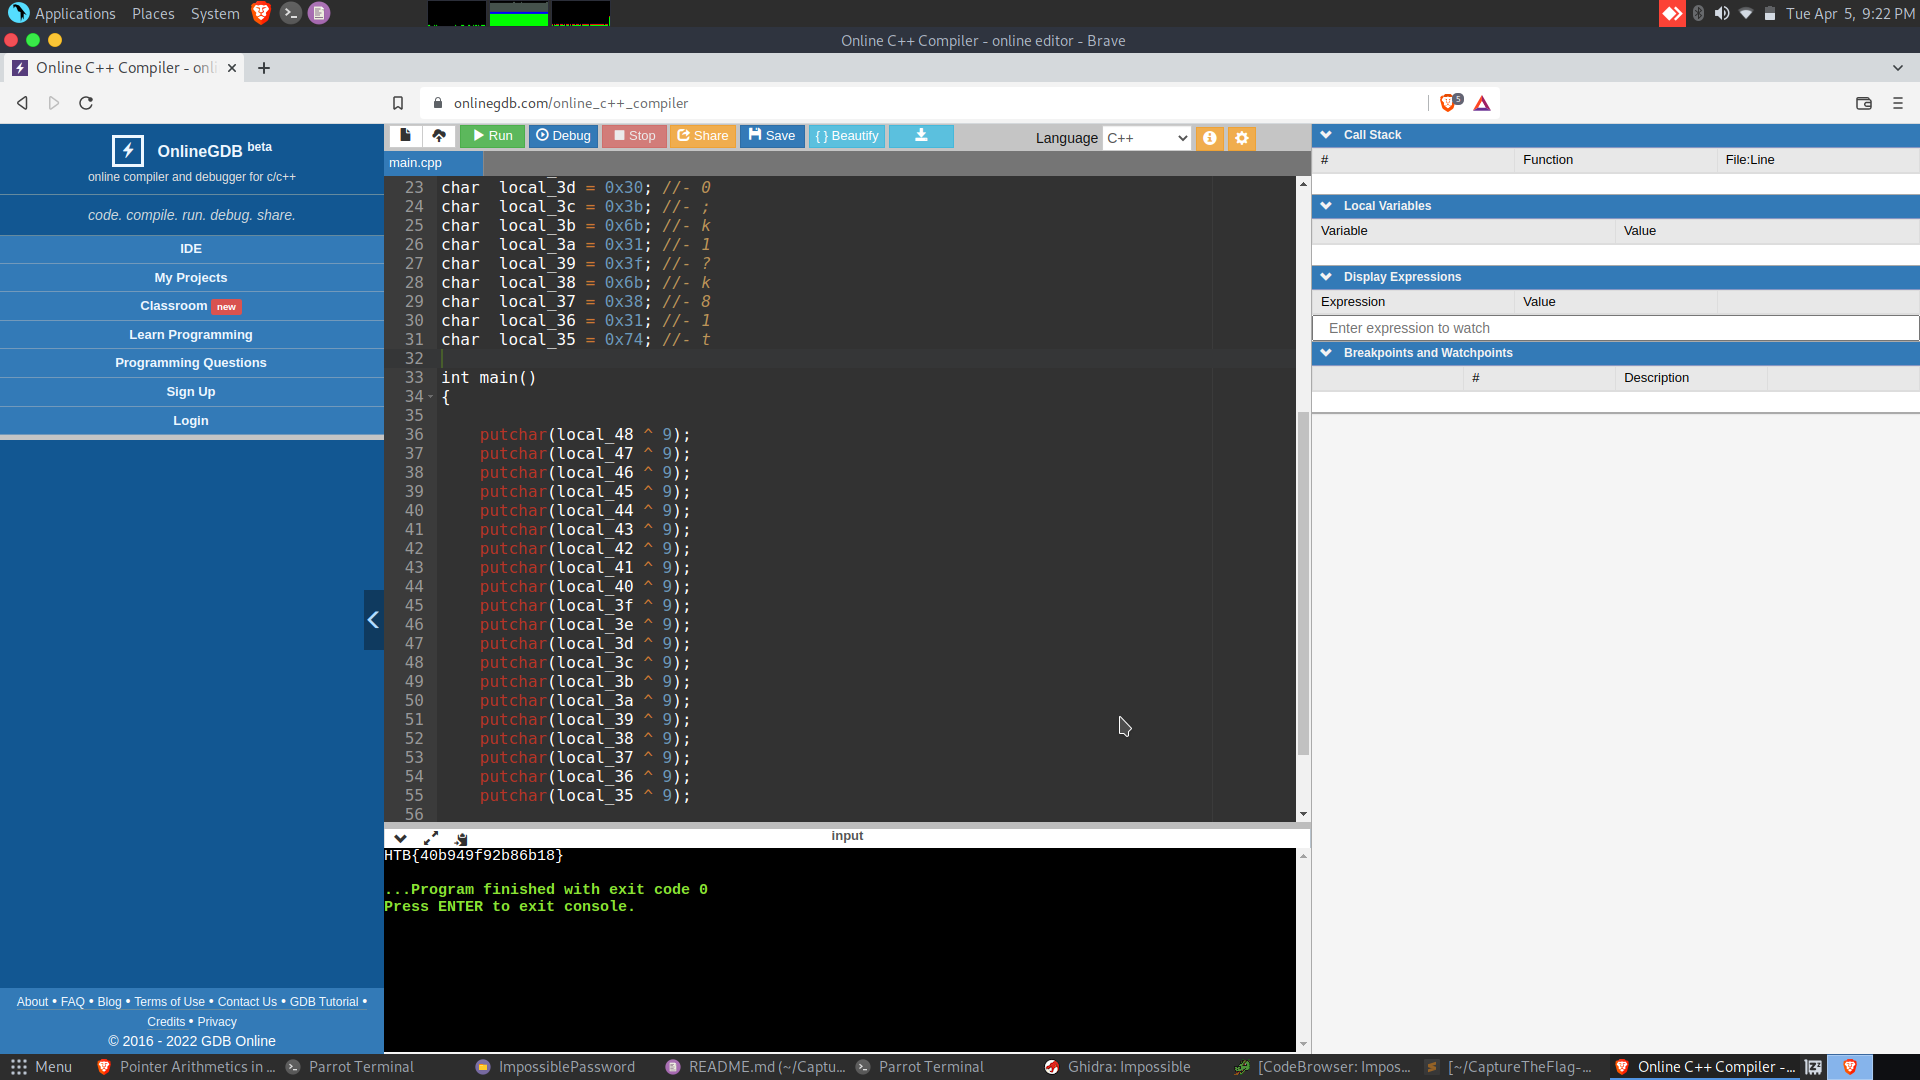 Applications Places System Tue Apr 5, 9:22 PM
Online C++ Compiler - online editor - Brave
Online C++ Compiler - onl
onlinegdb.com/online_c++_compiler 5
OnlineGDB beta
online compiler and debugger for c/c++
code. compile. run. debug. share.
IDE
My Projects
Classroom new
Learn Programming
Programming Questions
Sign Up
Login
About • FAQ • Blog • Terms of Use • Contact Us • GDB Tutorial •
Credits • Privacy
© 2016 - 2022 GDB Online
Run Debug Stop Share Save { } Beautify Language C++
main.cpp
23 char local_3d = 0x30; //- 0
24 char local_3c = 0x3b; //- ;
25 char local_3b = 0x6b; //- k
26 char local_3a = 0x31; //- 1
27 char local_39 = 0x3f; //- ?
28 char local_38 = 0x6b; //- k
29 char local_37 = 0x38; //- 8
30 char local_36 = 0x31; //- 1
31 char local_35 = 0x74; //- t
32
33 int main()
34 {
35
36 putchar(local_48 ^ 9);
37 putchar(local_47 ^ 9);
38 putchar(local_46 ^ 9);
39 putchar(local_45 ^ 9);
40 putchar(local_44 ^ 9);
41 putchar(local_43 ^ 9);
42 putchar(local_42 ^ 9);
43 putchar(local_41 ^ 9);
44 putchar(local_40 ^ 9);
45 putchar(local_3f ^ 9);
46 putchar(local_3e ^ 9);
47 putchar(local_3d ^ 9);
48 putchar(local_3c ^ 9);
49 putchar(local_3b ^ 9);
50 putchar(local_3a ^ 9);
51 putchar(local_39 ^ 9);
52 putchar(local_38 ^ 9);
53 putchar(local_37 ^ 9);
54 putchar(local_36 ^ 9);
55 putchar(local_35 ^ 9);
56
input
HTB{40b949f92b86b18}
...Program finished with exit code 0
Press ENTER to exit console.
Call Stack
# Function File:Line
Local Variables
Variable Value
Display Expressions
Expression Value
Enter expression to watch
Breakpoints and Watchpoints
# Description
Menu Pointer Arithmetics in ... Parrot Terminal ImpossiblePassword README.md (~/Captu... Parrot Terminal Ghidra: Impossible [CodeBrowser: Impos... [~/CaptureTheFlag-... Online C++ Compiler -...